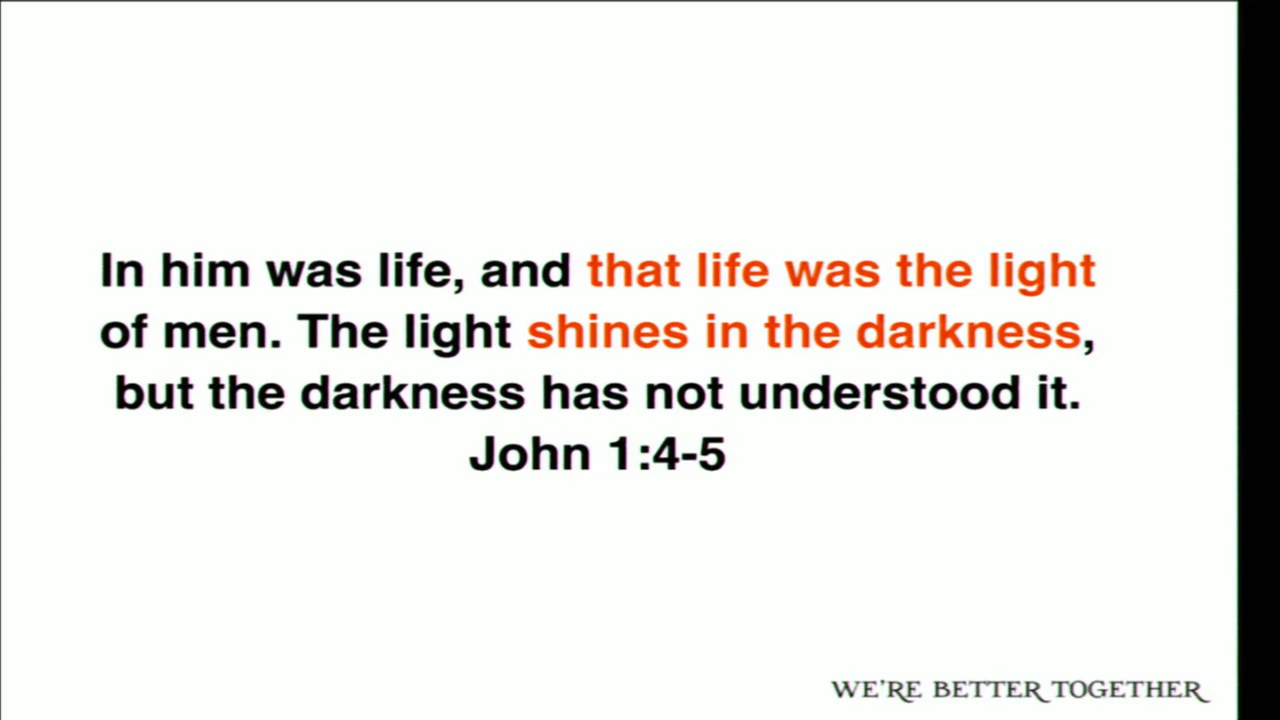 In him was life, and that life was the light
of men. The light shines in the darkness,
but the darkness has not understood it.
John 1:4-5
WE'RE BETTER TOGETHER